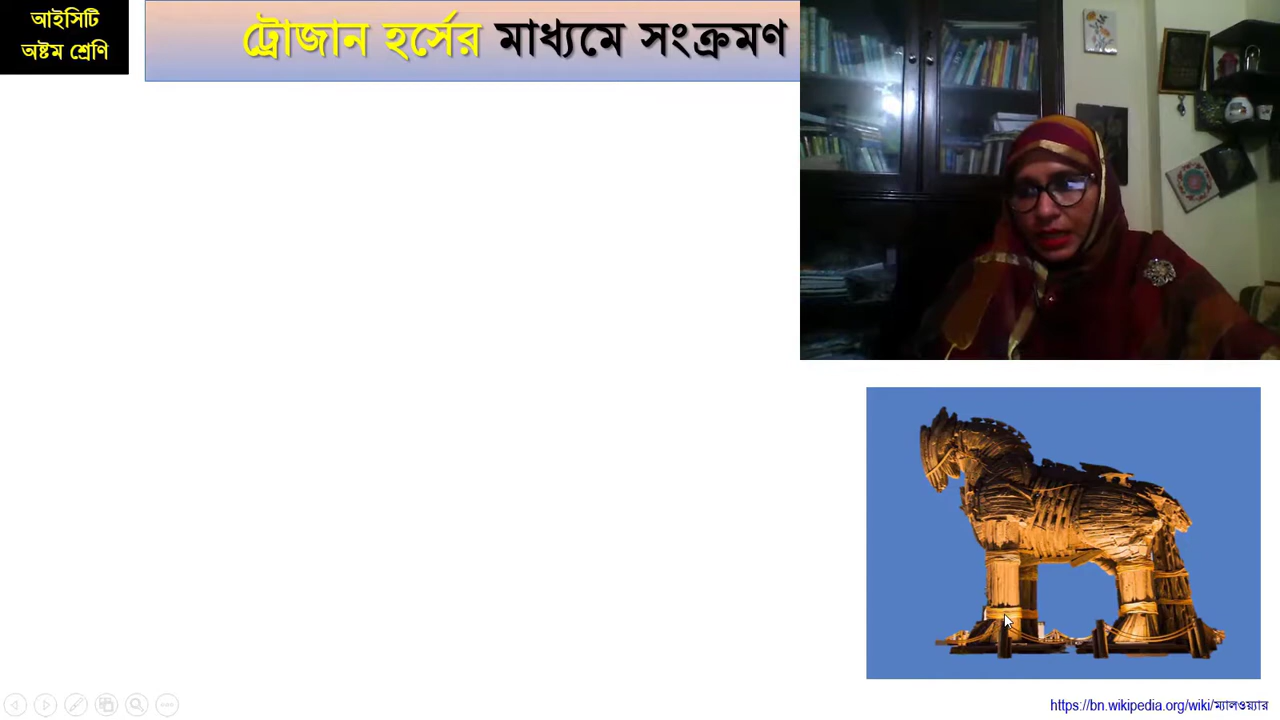 আইসিটি
অষ্টম শ্রেণি
ট্রোজান হর্সের মাধ্যমে সংক্রমণ
https://bn.wikipedia.org/wiki/ম্যালওয়্যার